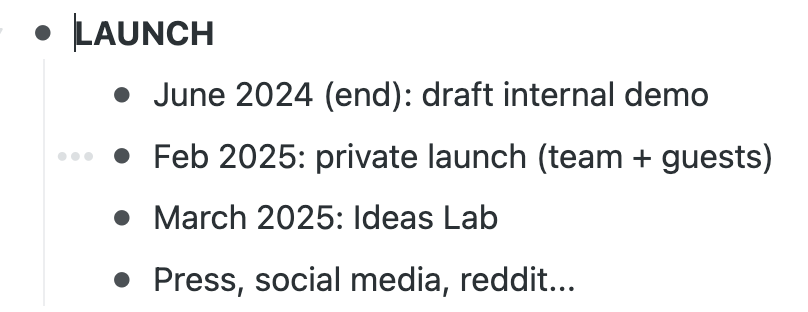 LAUNCH
June 2024 (end): draft internal demo
Feb 2025: private launch (team + guests)
March 2025: Ideas Lab
Press, social media, reddit...